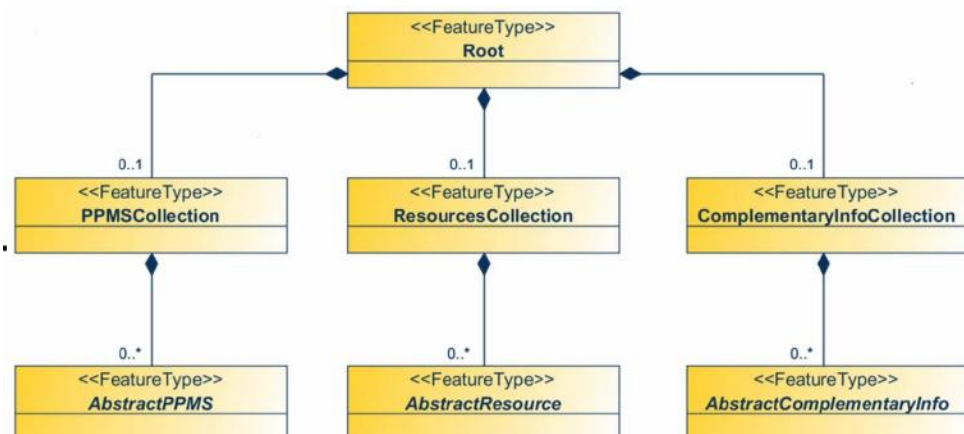 <<FeatureType>>
Root
0..1
0..1
0..1
<<FeatureType>>
PPMSCollection
<<FeatureType>>
ResourcesCollection
<<FeatureType>>
ComplementaryInfoCollection
0..*
0..*
0..*
<<FeatureType>>
AbstractPPMS
<<FeatureType>>
AbstractResource
<<FeatureType>>
AbstractComplementaryInfo